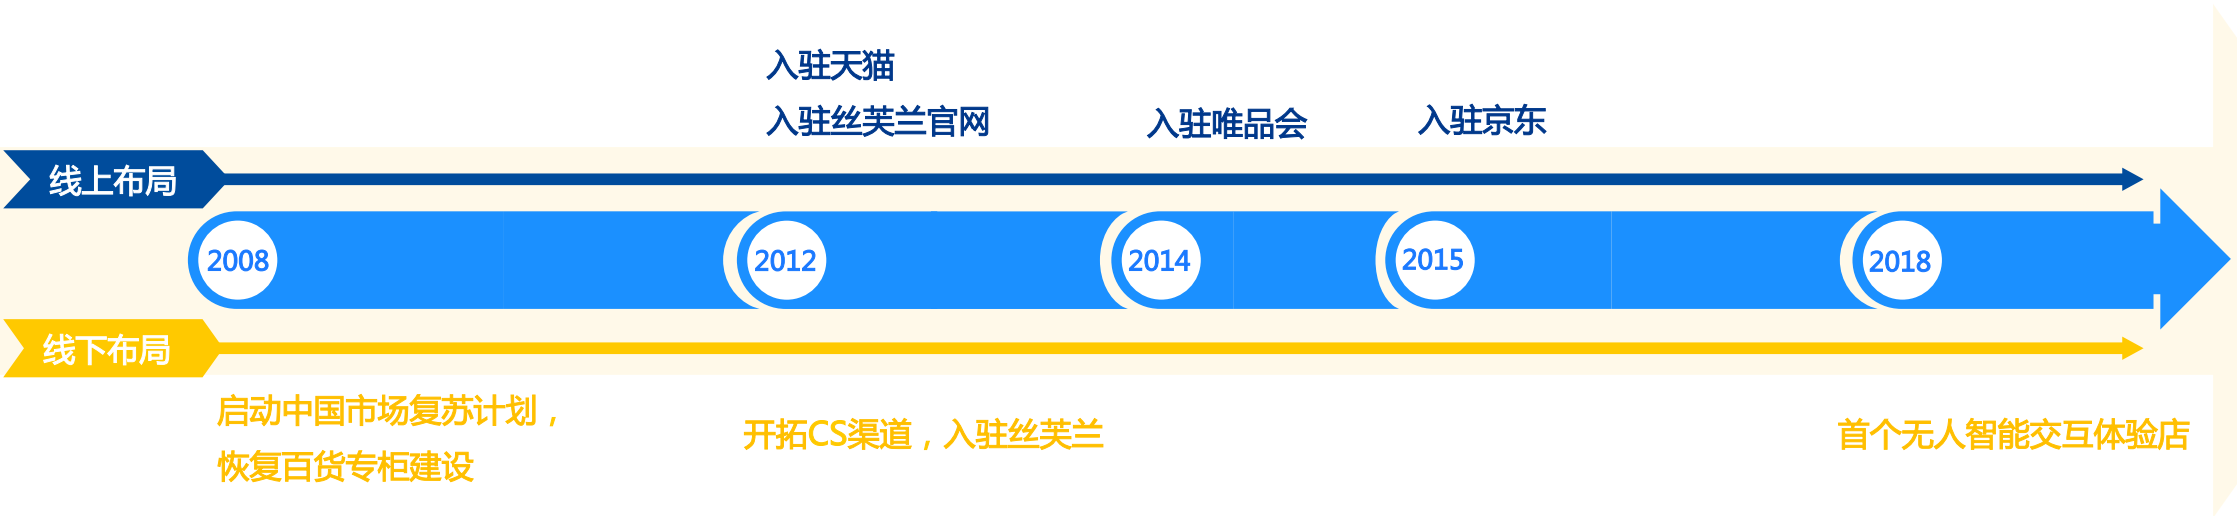 入驻天猫
入驻丝芙兰官网
入驻唯品会
入驻京东
线上布局
2008
2012
2014
2015
2018
线下布局
启动中国市场复苏计划，
恢复百货专柜建设
开拓CS渠道，入驻丝芙兰
首个无人智能交互体验店